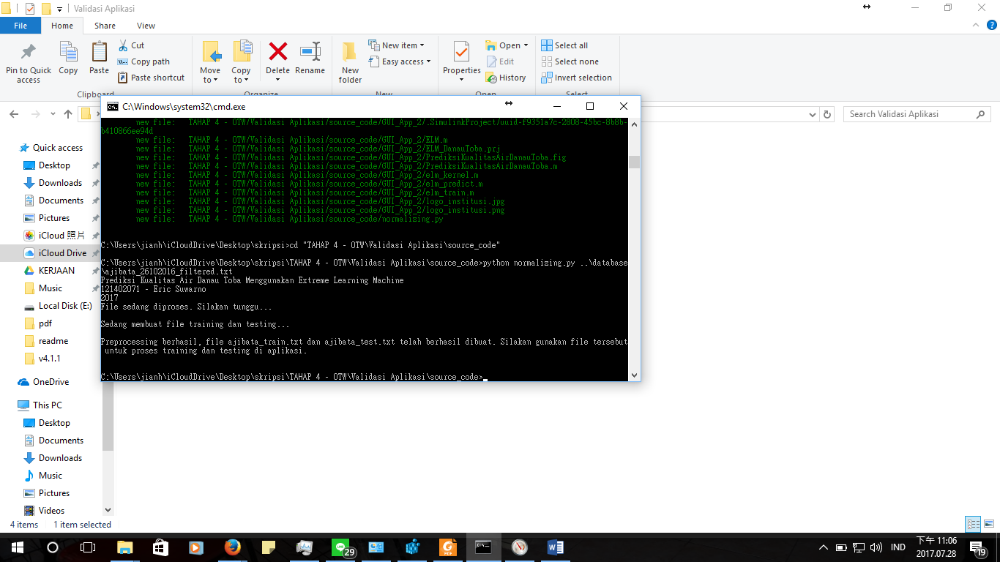 Validasi Aplikasi
File
Home
Share
View
Pin to Quick access
Copy
Paste
Cut
Copy path
Paste shortcut
Clipboard
Move to
Copy to
Delete
Rename
Organize
New folder
New item
Easy access
New
Properties
Open
Edit
History
Open
Select all
Select none
Invert selection
Select
Search Validasi Aplikasi
Quick access
Desktop
Downloads
Documents
Pictures
iCloud 照片
iCloud Drive
KERJAAN
Music
Local Disk (E:)
pdf
readme
v4.1.1
OneDrive
This PC
Desktop
Documents
Downloads
Music
Pictures
Videos
C:\Windows\system32\cmd.exe
new file: TAHAP 4 - OTW/Validasi Aplikasi/source_code/GUI_App_2/.SimulinkProject/uuid-f9351a7c-2808-45bc-8b8b-
b410866ee94d
new file: TAHAP 4 - OTW/Validasi Aplikasi/source_code/GUI_App_2/ELM.m
new file: TAHAP 4 - OTW/Validasi Aplikasi/source_code/GUI_App_2/ELM_DanauToba.prj
new file: TAHAP 4 - OTW/Validasi Aplikasi/source_code/GUI_App_2/PrediksiKualitasAirDanauToba.fig
new file: TAHAP 4 - OTW/Validasi Aplikasi/source_code/GUI_App_2/PrediksiKualitasAirDanauToba.m
new file: TAHAP 4 - OTW/Validasi Aplikasi/source_code/GUI_App_2/elm_kernel.m
new file: TAHAP 4 - OTW/Validasi Aplikasi/source_code/GUI_App_2/elm_predict.m
new file: TAHAP 4 - OTW/Validasi Aplikasi/source_code/GUI_App_2/elm_train.m
new file: TAHAP 4 - OTW/Validasi Aplikasi/source_code/GUI_App_2/logo_institusi.jpg
new file: TAHAP 4 - OTW/Validasi Aplikasi/source_code/GUI_App_2/logo_institusi.png
new file: TAHAP 4 - OTW/Validasi Aplikasi/source_code/normalizing.py
C:\Users\jianh\iCloudDrive\Desktop\skripsi>cd "TAHAP 4 - OTW\Validasi Aplikasi\source_code"
C:\Users\jianh\iCloudDrive\Desktop\skripsi\TAHAP 4 - OTW\Validasi Aplikasi\source_code>python normalizing.py ..\database
\ajibata_26102016_filtered.txt
Prediksi Kualitas Air Danau Toba Menggunakan Extreme Learning Machine
121402071 - Eric Suwarno
2017
File sedang diproses. Silakan tunggu...
Sedang membuat file training dan testing...
Preprocessing berhasil, file ajibata_train.txt dan ajibata_test.txt telah berhasil dibuat. Silakan gunakan file tersebut
untuk proses training dan testing di aplikasi.
C:\Users\jianh\iCloudDrive\Desktop\skripsi\TAHAP 4 - OTW\Validasi Aplikasi\source_code>
4 items
1 item selected
29
IND
下午 11:06
2017.07.28
19